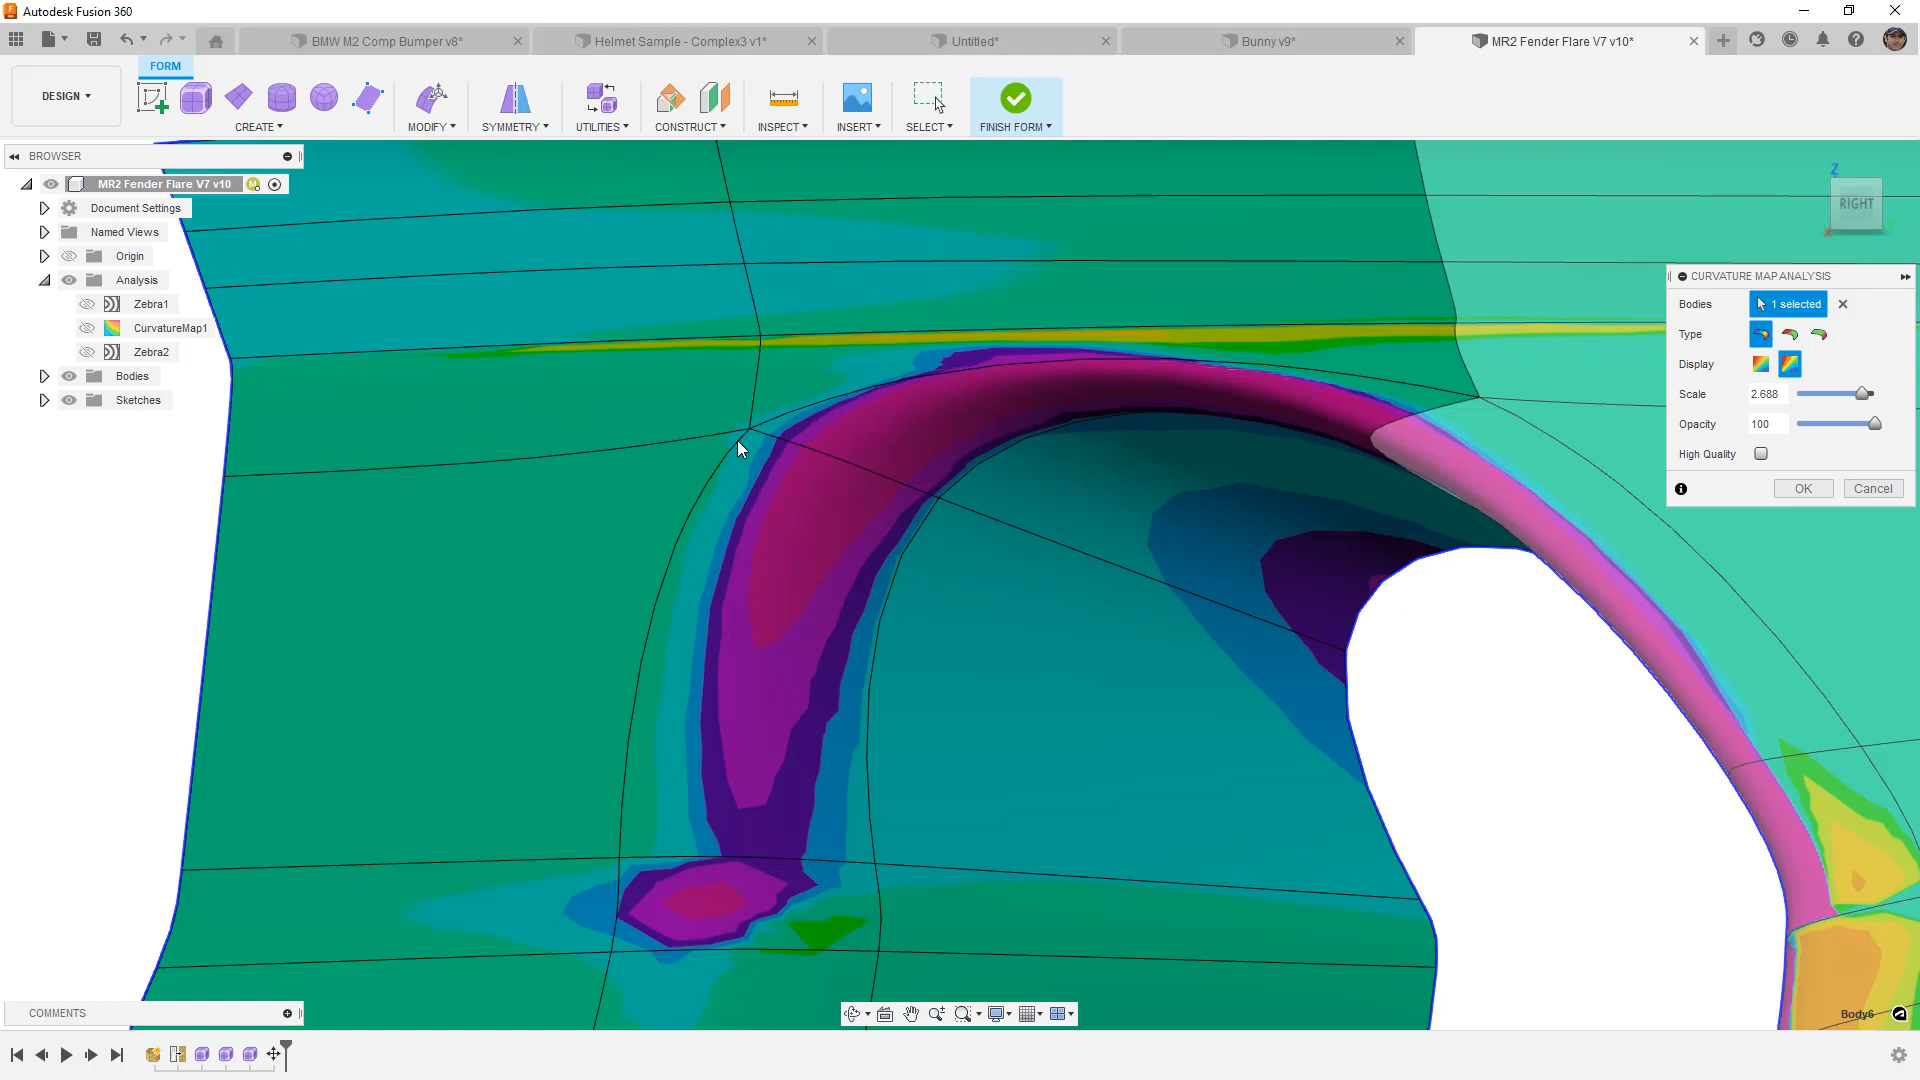 Autodesk Fusion 360
BMW M2 Comp Bumper v8*
Helmet Sample - Complex3 v1*
Untitled*
Bunny v9*
MR2 Fender Flare V7 v10*
FORM
DESIGN
CREATE
MODIFY
SYMMETRY
UTILITIES
CONSTRUCT
INSPECT
INSERT
SELECT
FINISH FORM
BROWSER
MR2 Fender Flare V7 v10
Document Settings
Named Views
Origin
Analysis
Zebra1
CurvatureMap1
Zebra2
Bodies
Sketches
Z
RIGHT
CURVATURE MAP ANALYSIS
Bodies
1 selected
Type
Display
Scale
2.688
Opacity
100
High Quality
OK
Cancel
Body6
COMMENTS